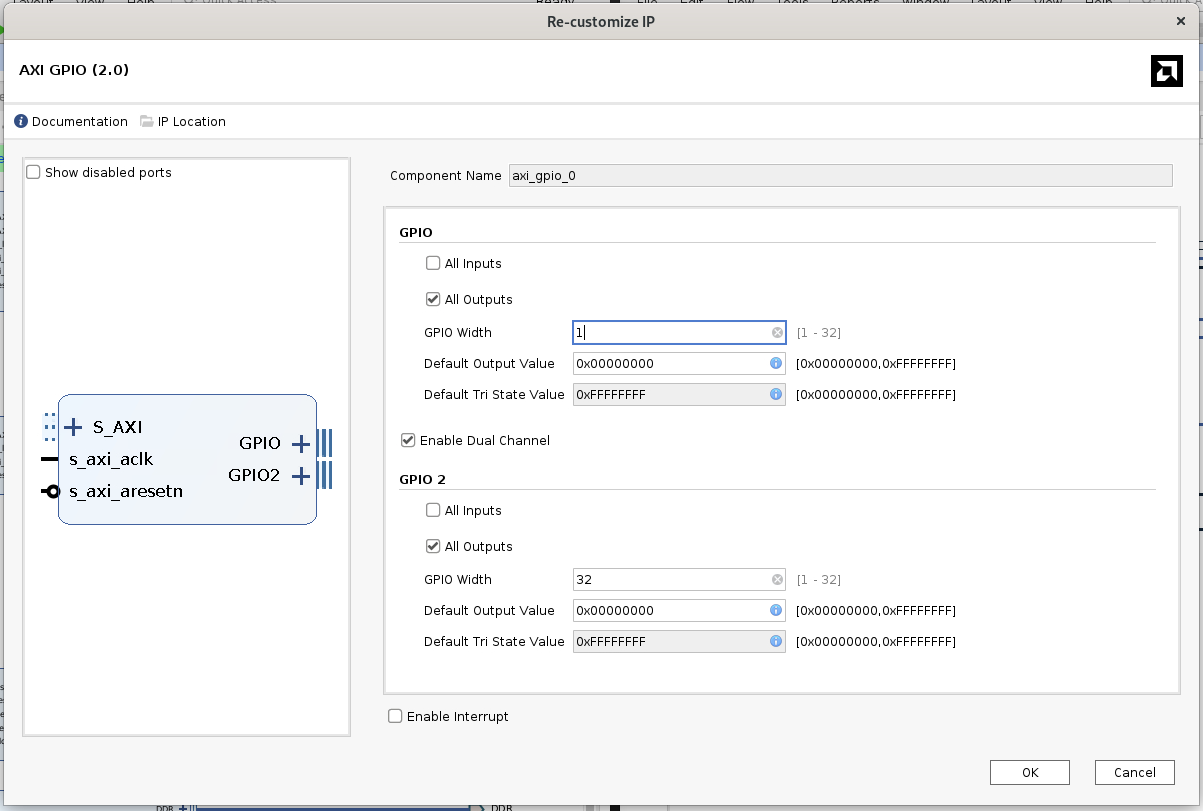 Re-customize IP
AXI GPIO (2.0)
Documentation IP Location
Show disabled ports
S_AXI
s_axi_aclk
s_axi_aresetn
GPIO
GPIO2
Component Name axi_gpio_0
GPIO
All Inputs
All Outputs
GPIO Width 1 [1 - 32]
Default Output Value 0x00000000 [0x00000000,0xFFFFFFFF]
Default Tri State Value 0xFFFFFFFF [0x00000000,0xFFFFFFFF]
Enable Dual Channel
GPIO 2
All Inputs
All Outputs
GPIO Width 32 [1 - 32]
Default Output Value 0x00000000 [0x00000000,0xFFFFFFFF]
Default Tri State Value 0xFFFFFFFF [0x00000000,0xFFFFFFFF]
Enable Interrupt
OK Cancel